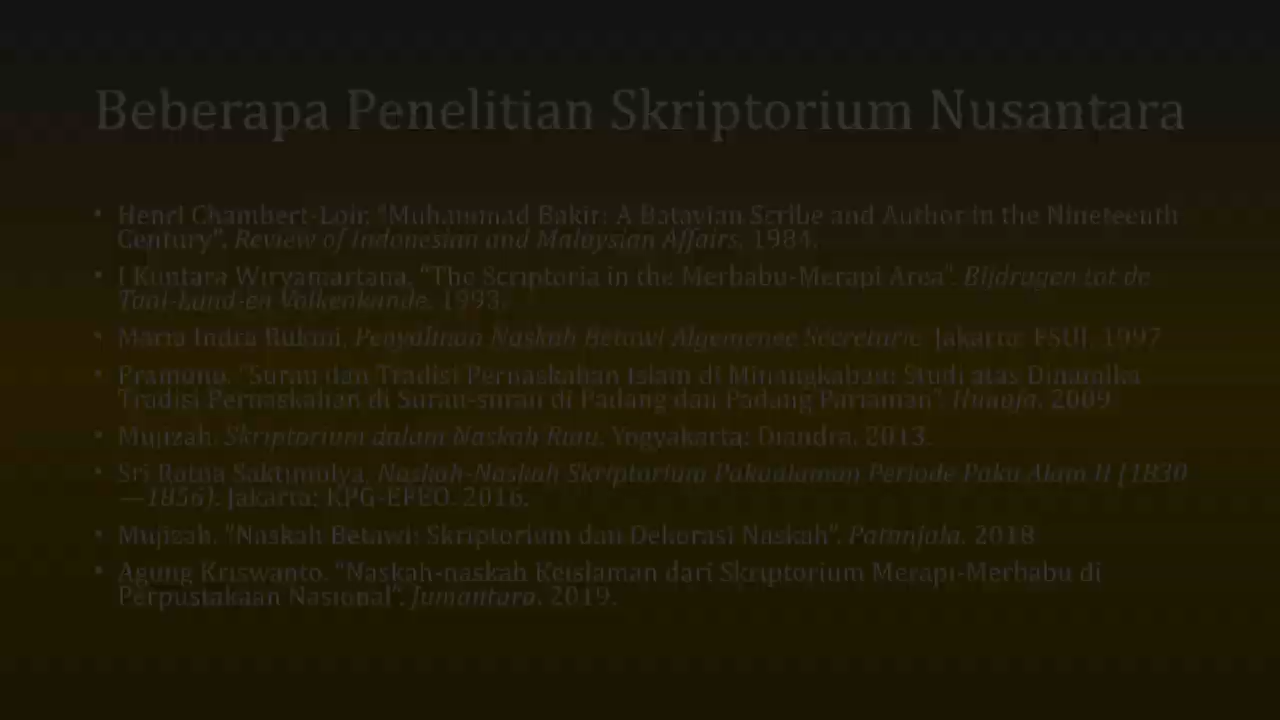 Beberapa Penelitian Skriptorium Nusantara
• Henri Chambert-Loir. "Muhammad Bakir: A Batavian Scribe and Author in the Nineteenth
Century". Review of Indonesian and Malaysian Affairs. 1984.
• I Kuntara Wiryamartana. "The Scriptoria in the Merbabu-Merapi Area". Bijdragen tot de
Taal-Land-en Volkenkunde. 1993.
• Maria Indra Rukmi. Penyalinan Naskah Betawi Algemenee Secretarie. Jakarta: FSUI. 1997
• Pramono. "Surau dan Tradisi Pernaskahan Islam di Minangkabau: Studi atas Dinamika
Tradisi Pernaskahan di Surau-surau di Padang dan Padang Pariaman". Hunafa. 2009
• Mujizah. Skriptorium dalam Naskah Riau. Yogyakarta: Diandra. 2013.
• Sri Ratna Saktimulya. Naskah-Naskah Skriptorium Pakualaman Periode Paku Alam II (1830
—1856). Jakarta: KPG-EFEO. 2016.
• Mujizah. "Naskah Betawi: Skriptorium dan Dekorasi Naskah". Patanjala. 2018
• Agung Kriswanto. "Naskah-naskah Keislaman dari Skriptorium Merapi-Merbabu di
Perpustakaan Nasional". Jumantara. 2019.